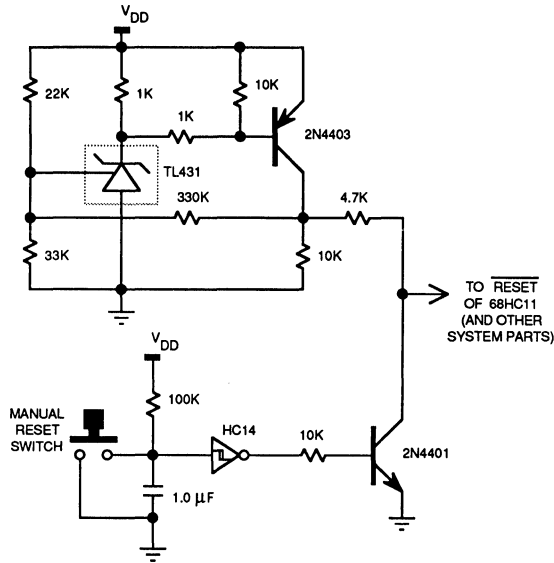 VDD
22K
1K
10K
1K
2N4403
TL431
330K
4.7K
33K
10K
TO RESET
OF 68HC11
(AND OTHER
SYSTEM PARTS)
VDD
100K
MANUAL
RESET
SWITCH
HC14
10K
2N4401
1.0 µF